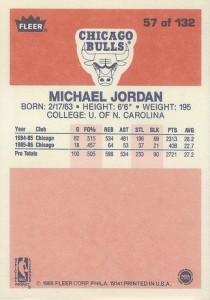 FLEER
57 of 132
CHICAGO
BULLS
MICHAEL JORDAN
BORN: 2/17/63 • HEIGHT: 6'6" • WEIGHT: 195
COLLEGE: U. OF N. CAROLINA
Year Club G FG% REB AST STL BLK PTS AVG
1984-85 Chicago 82 .515 534 481 196 69 2313 28.2
1985-86 Chicago 18 .457 64 53 37 21 408 22.7
Pro Totals 100 .505 598 534 233 90 2721 27.2
© 1986 FLEER CORP. PHILA. 19141 PRINTED IN U.S.A.